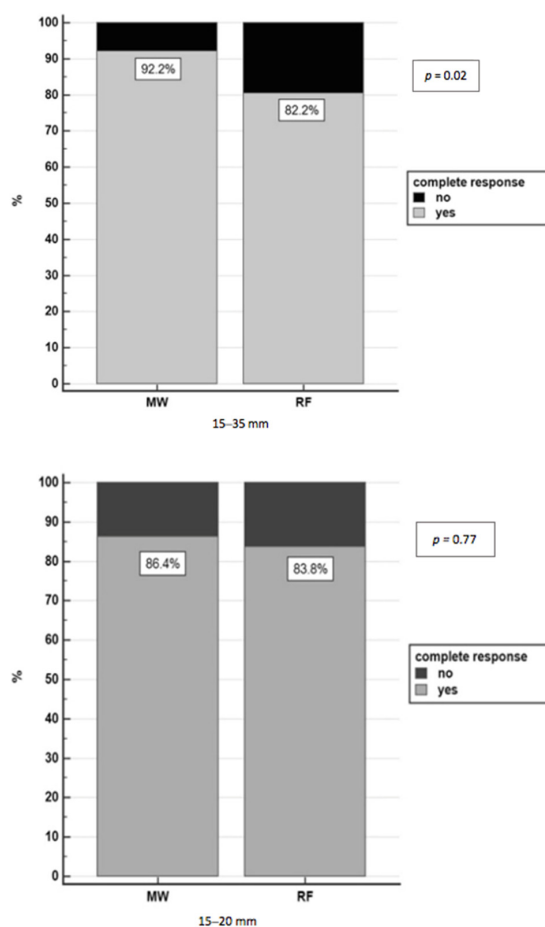 100
90
80
70
60
50
40
30
20
10
0
%
92.2%
82.2%
MW
RF
15–35 mm
p = 0.02
complete response
no
yes
100
90
80
70
60
50
40
30
20
10
0
%
86.4%
83.8%
MW
RF
15–20 mm
p = 0.77
complete response
no
yes